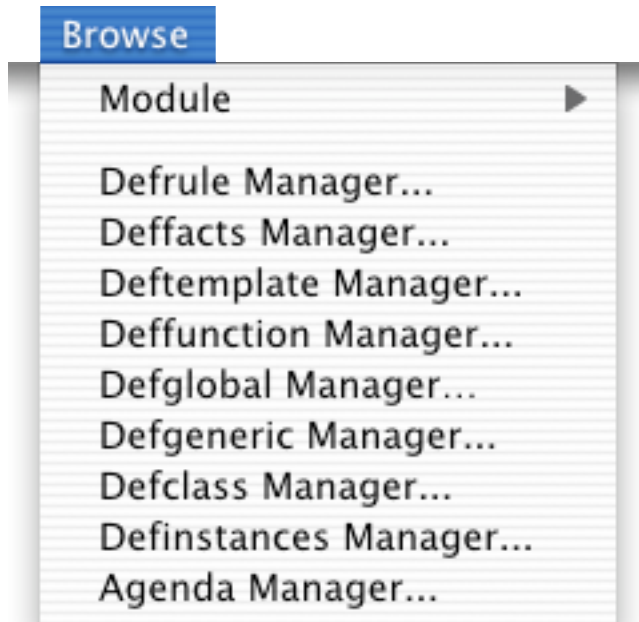 Browse
Module
Defrule Manager...
Deffacts Manager...
Deftemplate Manager...
Deffunction Manager...
Defglobal Manager...
Defgeneric Manager...
Defclass Manager...
Definstances Manager...
Agenda Manager...